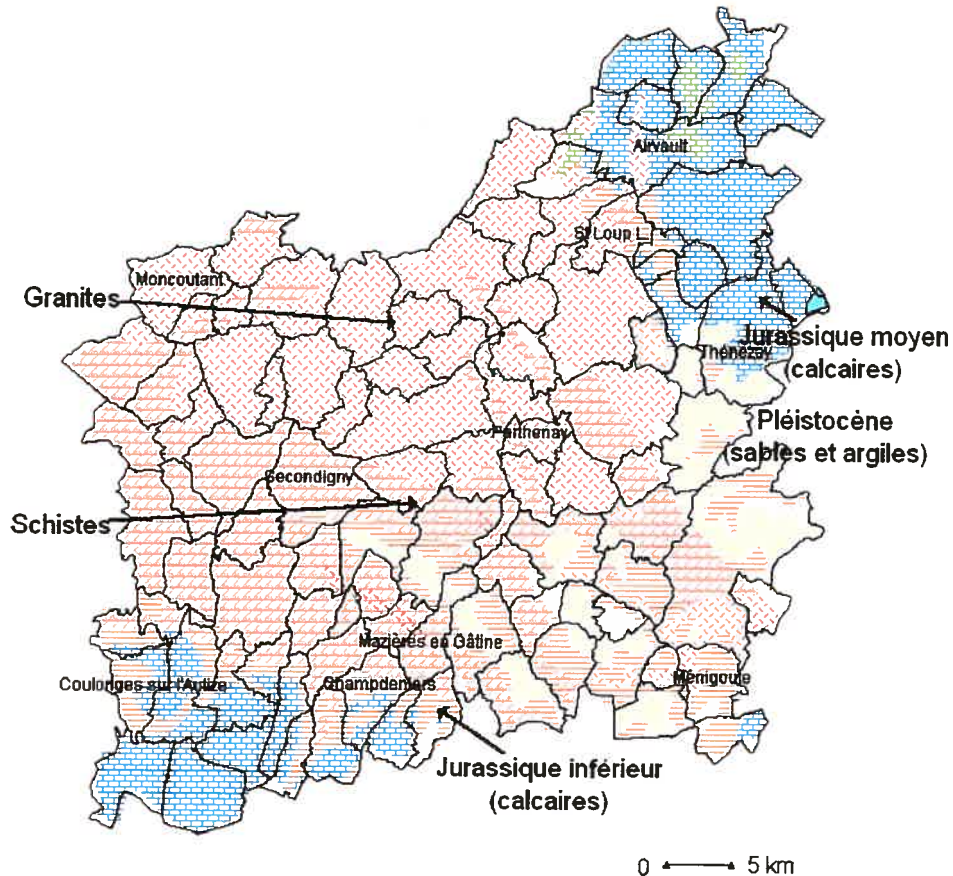 Airvault
St Loup L
Moncoutant
Granites
Jurassique moyen
(calcaires)
Thénezay
Pléistocène
(sables et argiles)
Parthenay
Secondigny
Schistes
Mazières en Gâtine
Coulonges sur l'Autize
Champdeniers
Ménigoute
Jurassique inférieur
(calcaires)
0 5 km